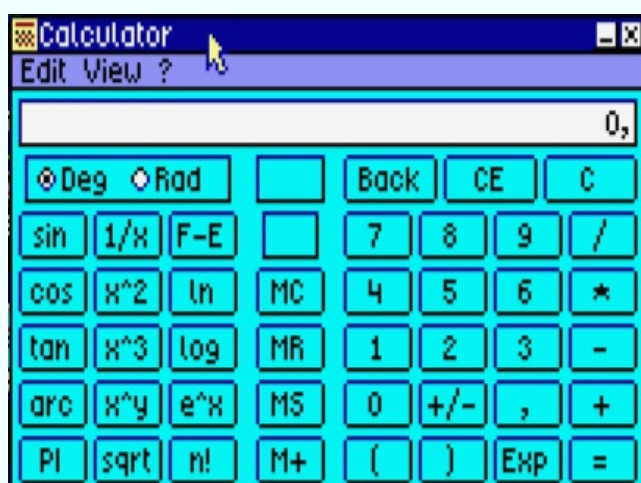 Calculator
Edit View ?
0,
Deg Rad Back CE C
sin 1/x F-E 7 8 9 /
cos x^2 ln MC 4 5 6 *
tan x^3 log MR 1 2 3 -
arc x^y e^x MS 0 +/- , +
PI sqrt n! M+ ( ) Exp =